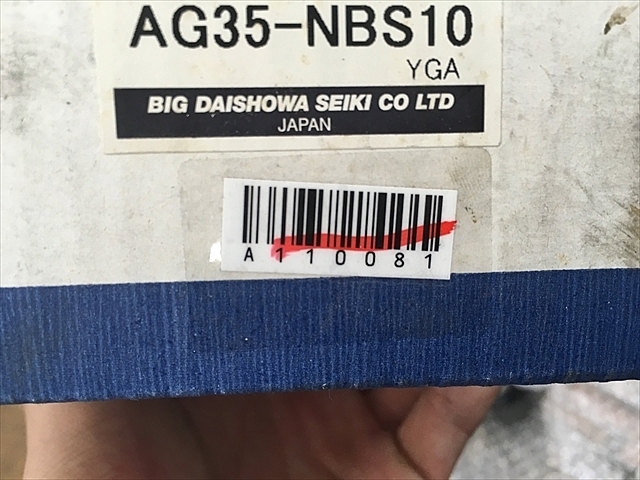 AG35-NBS10
YGA
BIG DAISHOWA SEIKI CO LTD
JAPAN
A110081